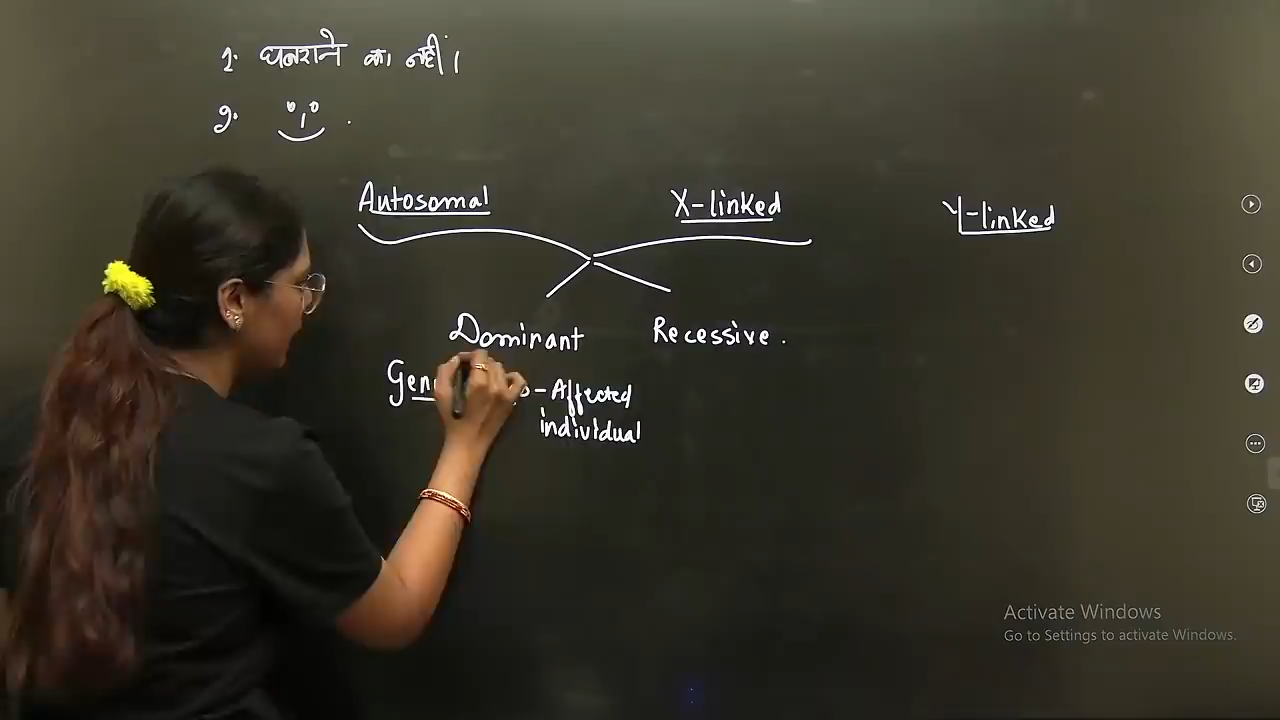 1. घबराने का नहीं।
2.
Autosomal X-linked Y-linked
Dominant Recessive.
- Affected
individual
Activate Windows
Go to Settings to activate Windows.